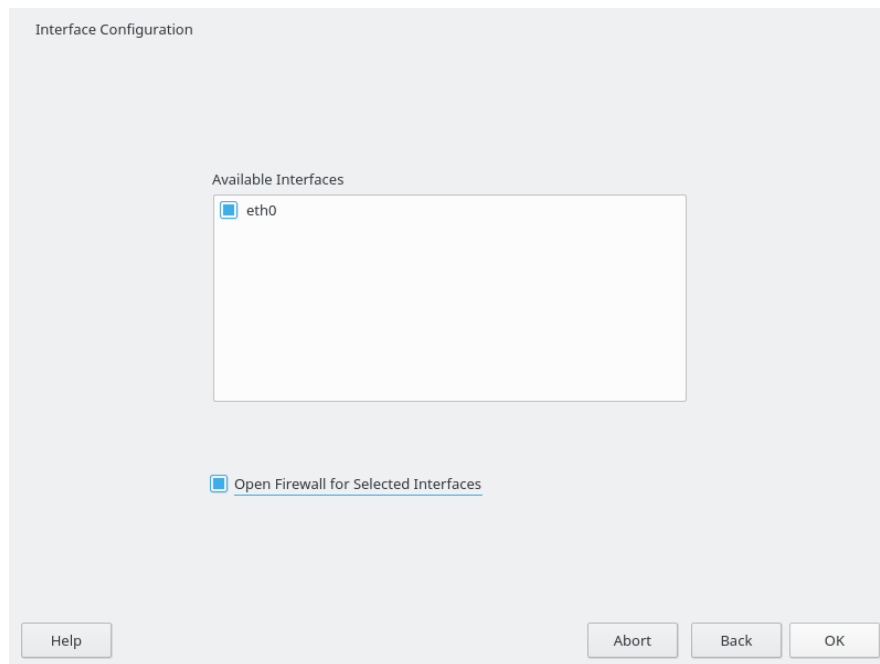 Interface Configuration
Available Interfaces
eth0
Open Firewall for Selected Interfaces
Help
Abort
Back
OK